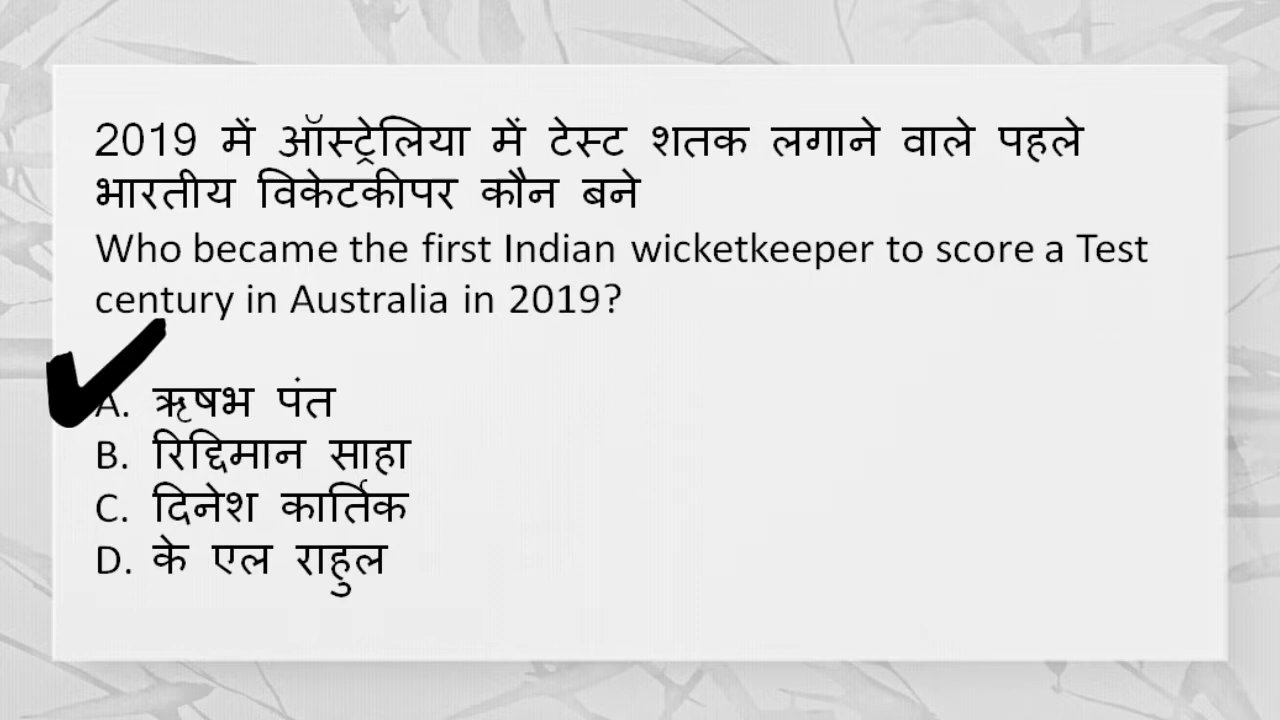 2019 में ऑस्ट्रेलिया में टेस्ट शतक लगाने वाले पहले
भारतीय विकेटकीपर कौन बने
Who became the first Indian wicketkeeper to score a Test
century in Australia in 2019?
A. ऋषभ पंत
B. रिद्दिमान साहा
C. दिनेश कार्तिक
D. के एल राहुल